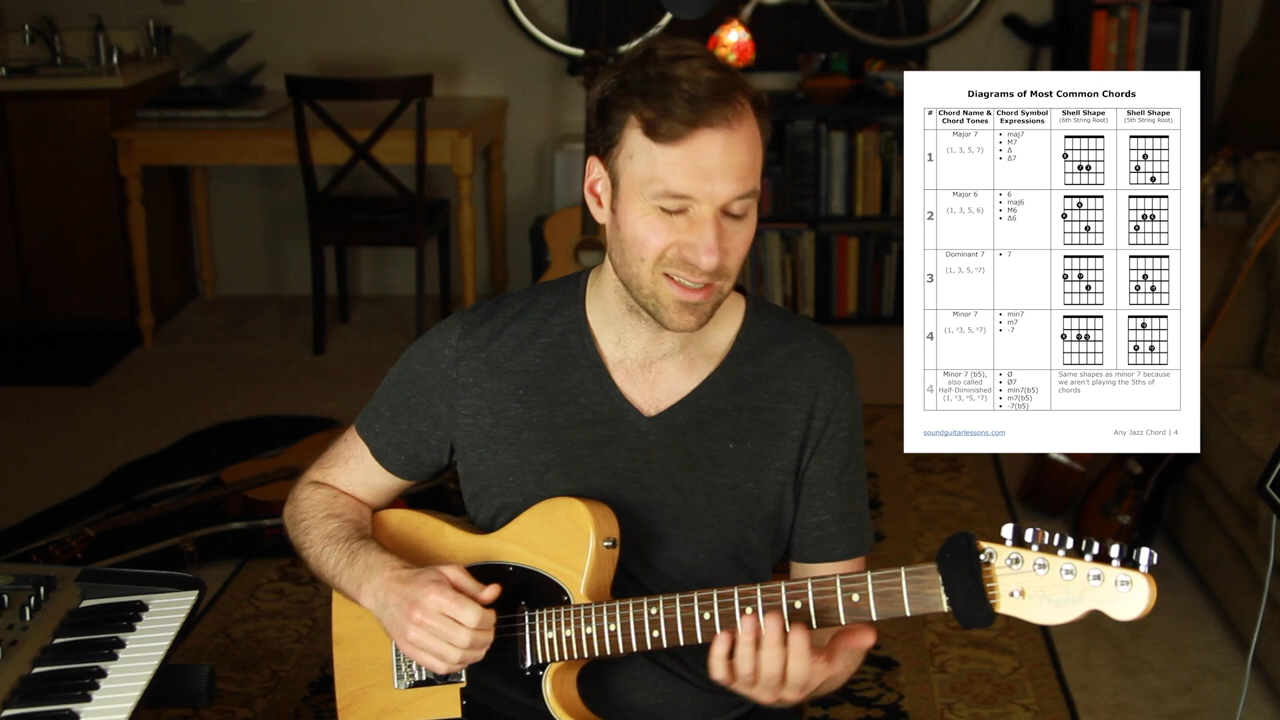 Diagrams of Most Common Chords
# Chord Name & Chord Tones Chord Symbol Expressions Shell Shape (6th String Root) Shell Shape (5th String Root)
1
Major 7
(1, 3, 5, 7)
• maj7
• M7
• Δ
• Δ7
2
Major 6
(1, 3, 5, 6)
• 6
• maj6
• M6
• Δ6
3
Dominant 7
(1, 3, 5, ♭7)
• 7
4
Minor 7
(1, ♭3, 5, ♭7)
• min7
• m7
• -7
4
Minor 7 (b5),
also called
Half-Diminished
(1, ♭3, ♭5, ♭7)
• Ø
• Ø7
• min7(b5)
• m7(b5)
• -7(b5)
Same shapes as minor 7 because
we aren't playing the 5ths of
chords
soundguitarlessons.com
Any Jazz Chord | 4